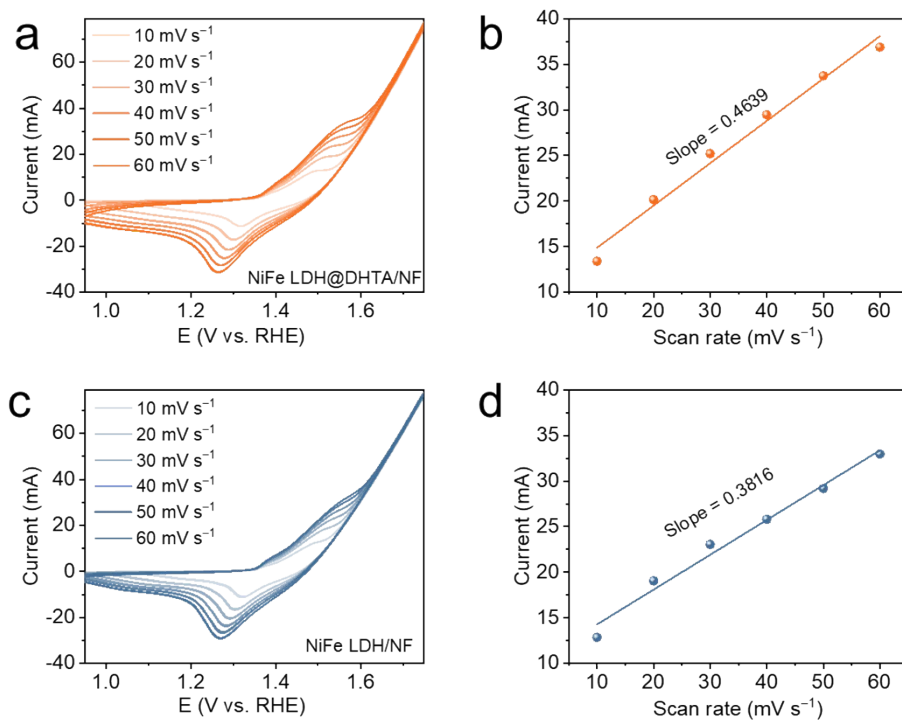 a
10 mV s⁻¹
20 mV s⁻¹
30 mV s⁻¹
40 mV s⁻¹
50 mV s⁻¹
60 mV s⁻¹
60
40
20
0
-20
-40
Current (mA)
NiFe LDH@DHTA/NF
1.0 1.2 1.4 1.6
E (V vs. RHE)
b
40
35
30
25
20
15
10
Current (mA)
Slope = 0.4639
10 20 30 40 50 60
Scan rate (mV s⁻¹)
c
10 mV s⁻¹
20 mV s⁻¹
30 mV s⁻¹
40 mV s⁻¹
50 mV s⁻¹
60 mV s⁻¹
60
40
20
0
-20
-40
Current (mA)
NiFe LDH/NF
1.0 1.2 1.4 1.6
E (V vs. RHE)
d
40
35
30
25
20
15
10
Current (mA)
Slope = 0.3816
10 20 30 40 50 60
Scan rate (mV s⁻¹)